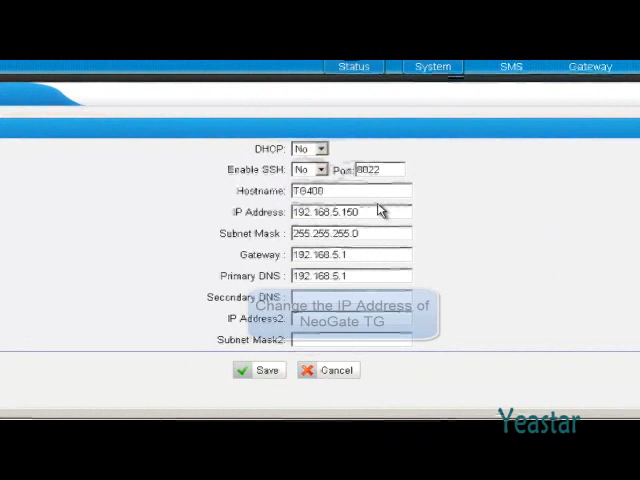 Status System SMS Gateway
DHCP: No
Enable SSH: No Port: 8022
Hostname: TG400
IP Address: 192.168.5.150
Subnet Mask : 255.255.255.0
Gateway : 192.168.5.1
Primary DNS : 192.168.5.1
Secondary DNS :
Change the IP Address of
NeoGate TG
IP Address2:
Subnet Mask2:
Save Cancel
Yeastar